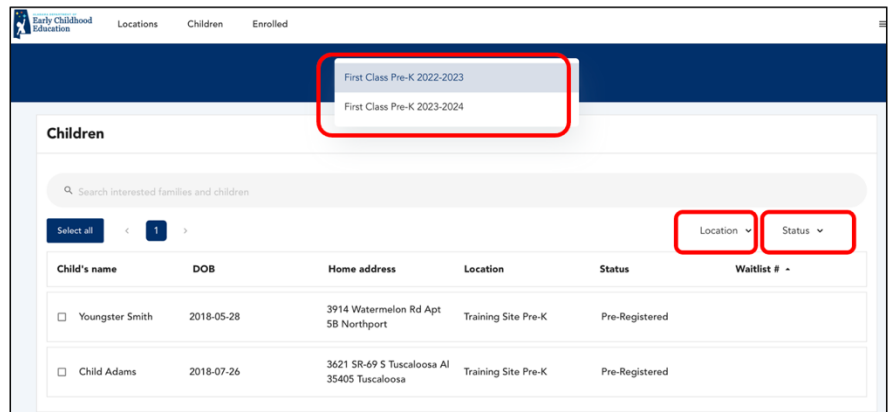 Early Childhood
Education
Locations Children Enrolled
First Class Pre-K 2022-2023
First Class Pre-K 2023-2024
Children
Search interested families and children
Select all < 1 > Location Status
Child's name DOB Home address Location Status Waitlist #
Youngster Smith 2018-05-28 3914 Watermelon Rd Apt Training Site Pre-K Pre-Registered
5B Northport
Child Adams 2018-07-26 3621 SR-69 S Tuscaloosa Al Training Site Pre-K Pre-Registered
35405 Tuscaloosa